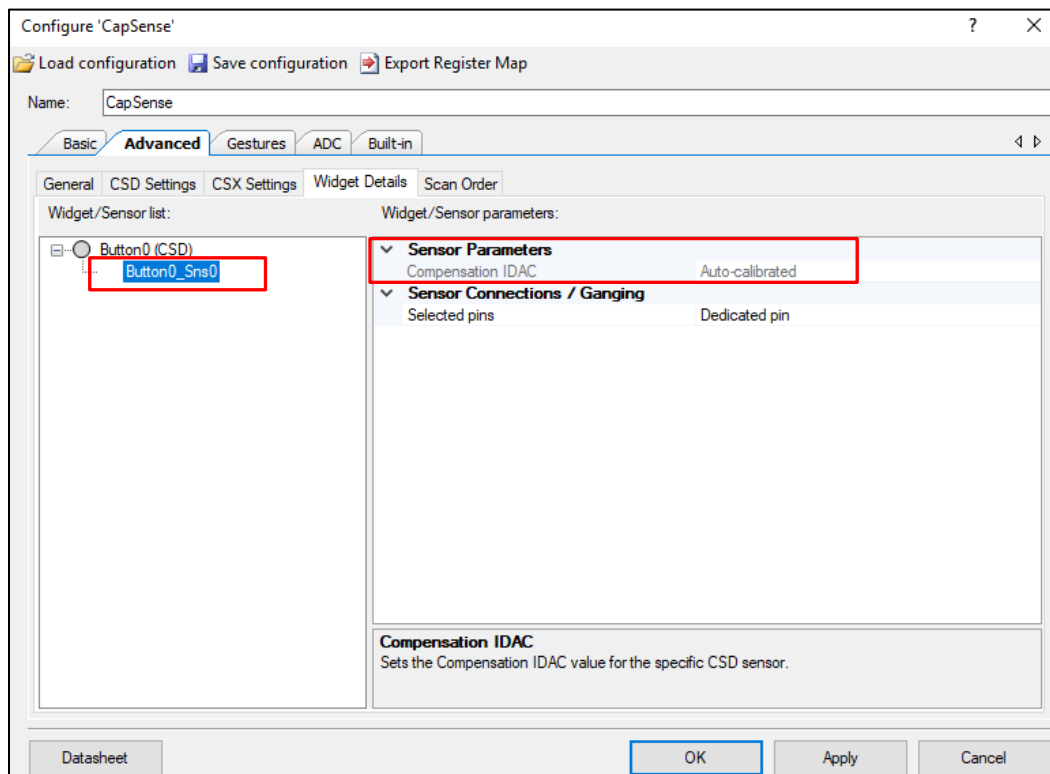 Configure 'CapSense'
? ×
Load configuration Save configuration Export Register Map
Name: CapSense
Basic Advanced Gestures ADC Built-in
General CSD Settings CSX Settings Widget Details Scan Order
Widget/Sensor list: Widget/Sensor parameters:
Button0 (CSD)
Button0_Sns0
Sensor Parameters
Compensation IDAC Auto-calibrated
Sensor Connections / Ganging
Selected pins Dedicated pin
Compensation IDAC
Sets the Compensation IDAC value for the specific CSD sensor.
Datasheet OK Apply Cancel